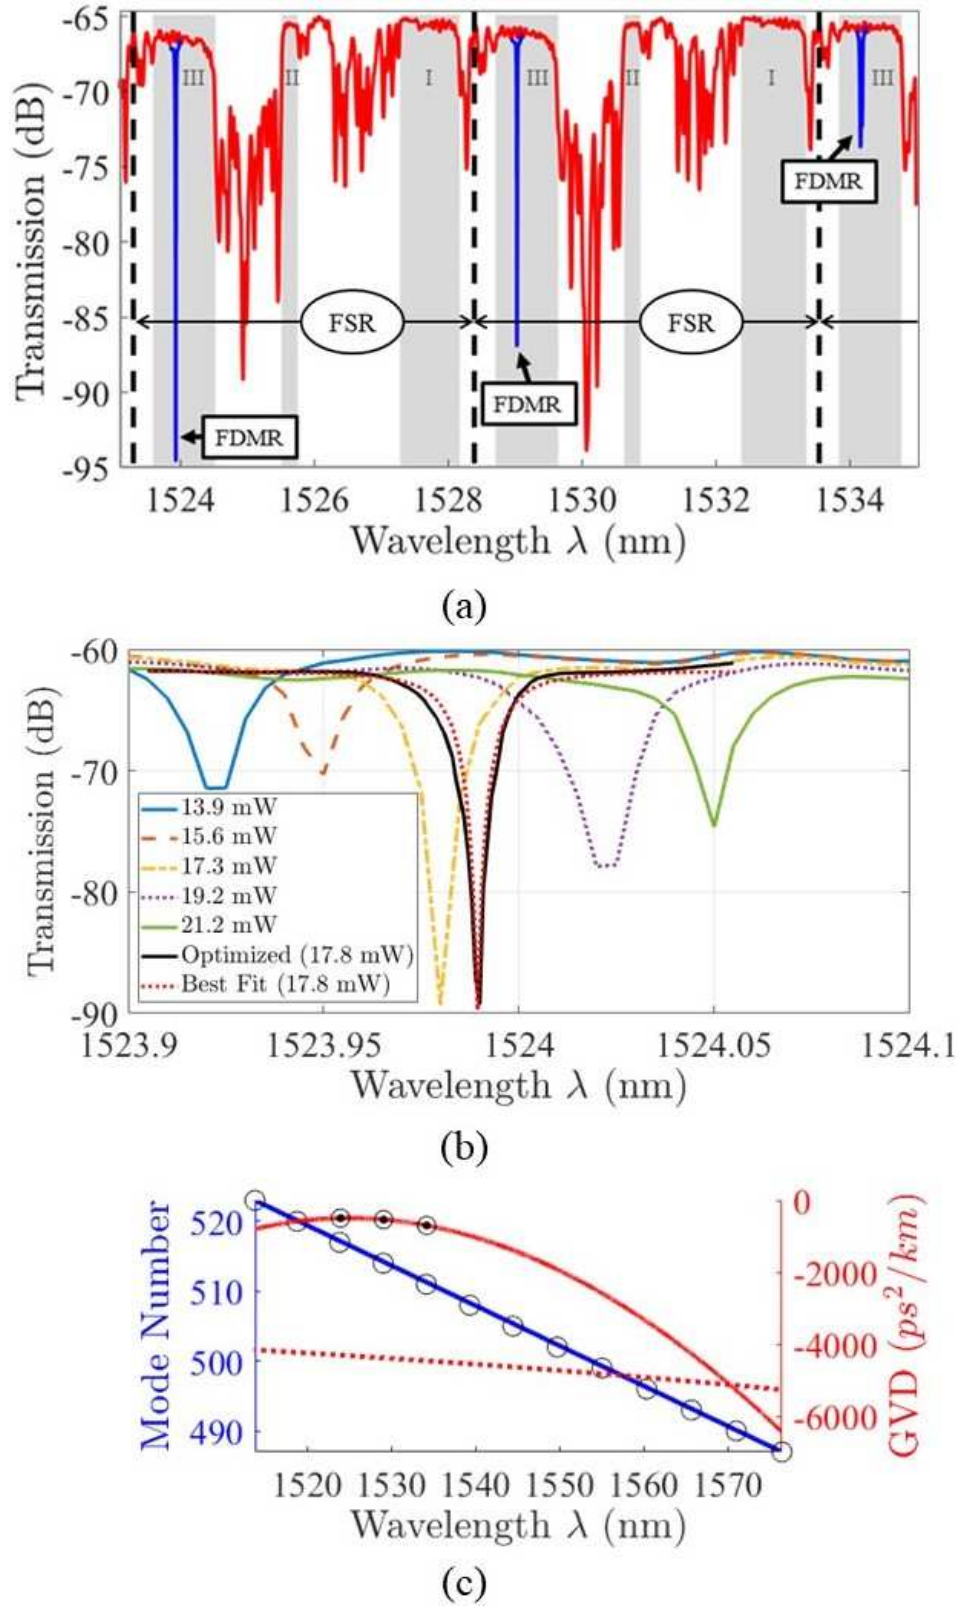 -65
-70
-75
-80
-85
-90
-95
Transmission (dB)
III II I III II I III
FDMR
FSR FSR
FDMR
FDMR
1524 1526 1528 1530 1532 1534
Wavelength λ (nm)
(a)
-60
-70
-80
-90
Transmission (dB)
13.9 mW
15.6 mW
17.3 mW
19.2 mW
21.2 mW
Optimized (17.8 mW)
Best Fit (17.8 mW)
1523.9 1523.95 1524 1524.05 1524.1
Wavelength λ (nm)
(b)
Mode Number
520
510
500
490
0
-2000
-4000
-6000
GVD (ps²/km)
1520 1530 1540 1550 1560 1570
Wavelength λ (nm)
(c)